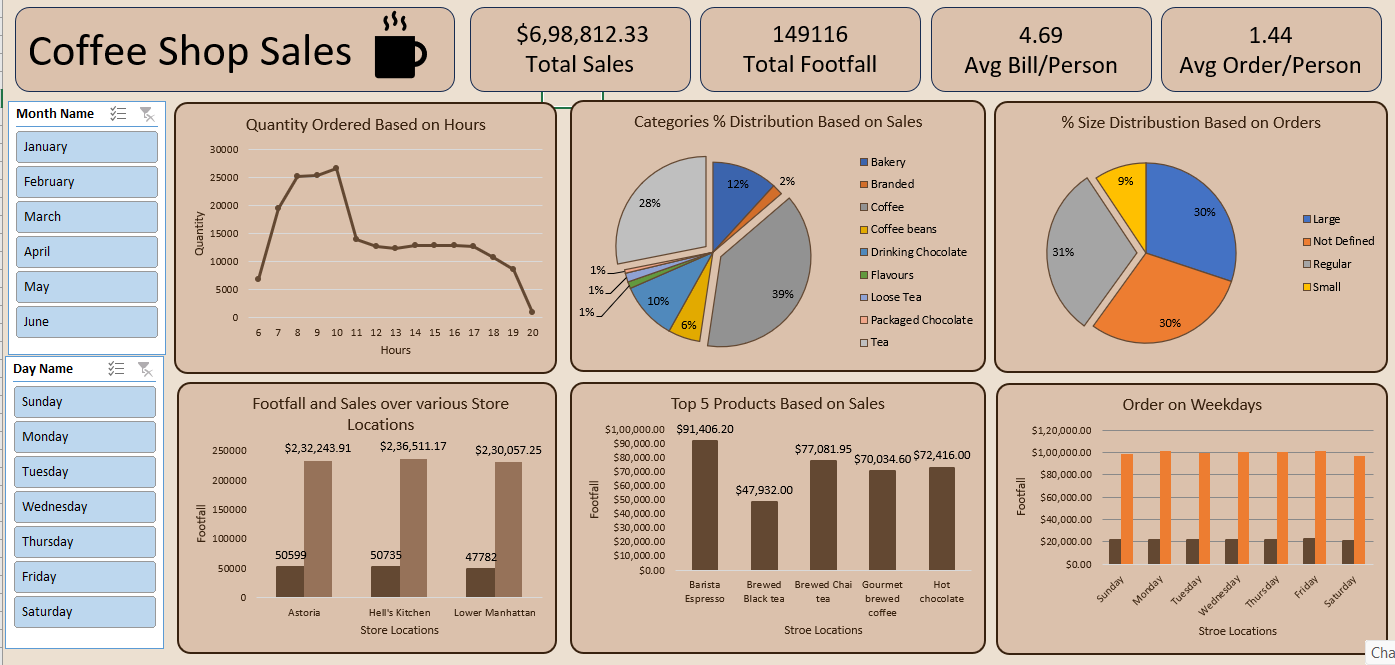 Coffee Shop Sales
$6,98,812.33
Total Sales
149116
Total Footfall
4.69
Avg Bill/Person
1.44
Avg Order/Person
Month Name
January
February
March
April
May
June
Day Name
Sunday
Monday
Tuesday
Wednesday
Thursday
Friday
Saturday
Quantity Ordered Based on Hours
Quantity
30000
25000
20000
15000
10000
5000
0
6 7 8 9 10 11 12 13 14 15 16 17 18 19 20
Hours
Categories % Distribution Based on Sales
12%
2%
39%
6%
10%
1%
1%
1%
28%
Bakery
Branded
Coffee
Coffee beans
Drinking Chocolate
Flavours
Loose Tea
Packaged Chocolate
Tea
% Size Distribustion Based on Orders
30%
30%
31%
9%
Large
Not Defined
Regular
Small
Footfall and Sales over various Store
Locations
Footfall
250000
200000
150000
100000
50000
0
$2,32,243.91 $2,36,511.17 $2,30,057.25
50599 50735 47782
Astoria Hell's Kitchen Lower Manhattan
Store Locations
Top 5 Products Based on Sales
Footfall
$1,00,000.00
$90,000.00
$80,000.00
$70,000.00
$60,000.00
$50,000.00
$40,000.00
$30,000.00
$20,000.00
$10,000.00
$0.00
$91,406.20
$47,932.00
$77,081.95
$70,034.60
$72,416.00
Barista
Espresso
Brewed
Black tea
Brewed Chai
tea
Gourmet
brewed
coffee
Hot
chocolate
Stroe Locations
Order on Weekdays
Footfall
$1,20,000.00
$1,00,000.00
$80,000.00
$60,000.00
$40,000.00
$20,000.00
$0.00
Sunday
Monday
Tuesday
Wednesday
Thursday
Friday
Saturday
Stroe Locations
Cha